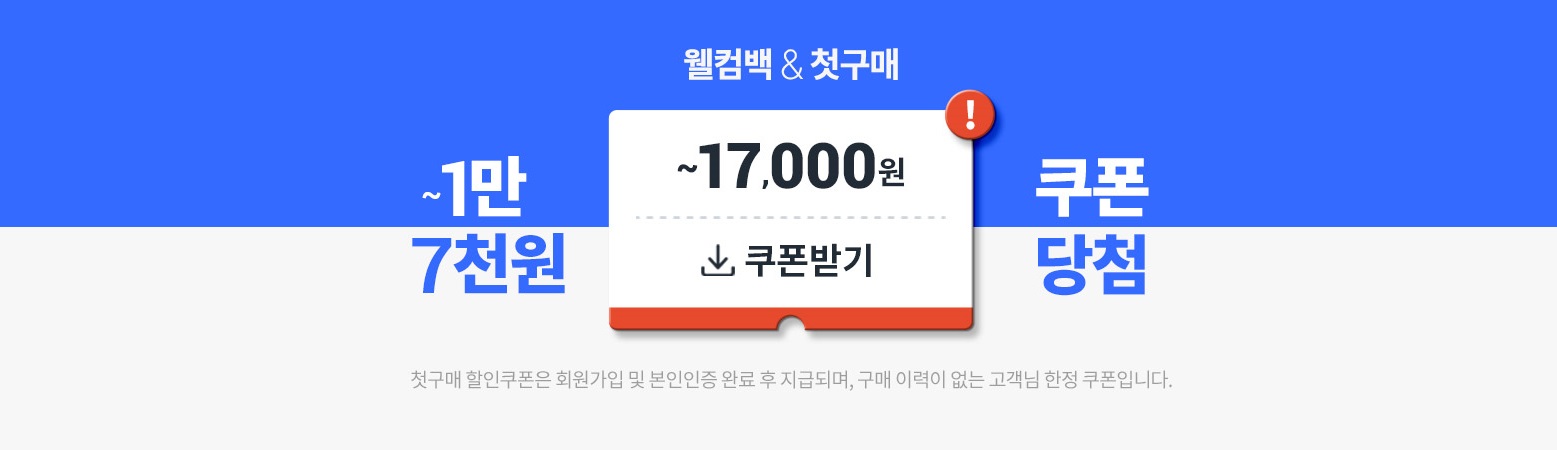 웰컴백 & 첫구매
~1만
7천원
~17,000원
쿠폰받기
쿠폰
당첨
첫구매 할인쿠폰은 회원가입 및 본인인증 완료 후 지급되며, 구매 이력이 없는 고객님 한정 쿠폰입니다.